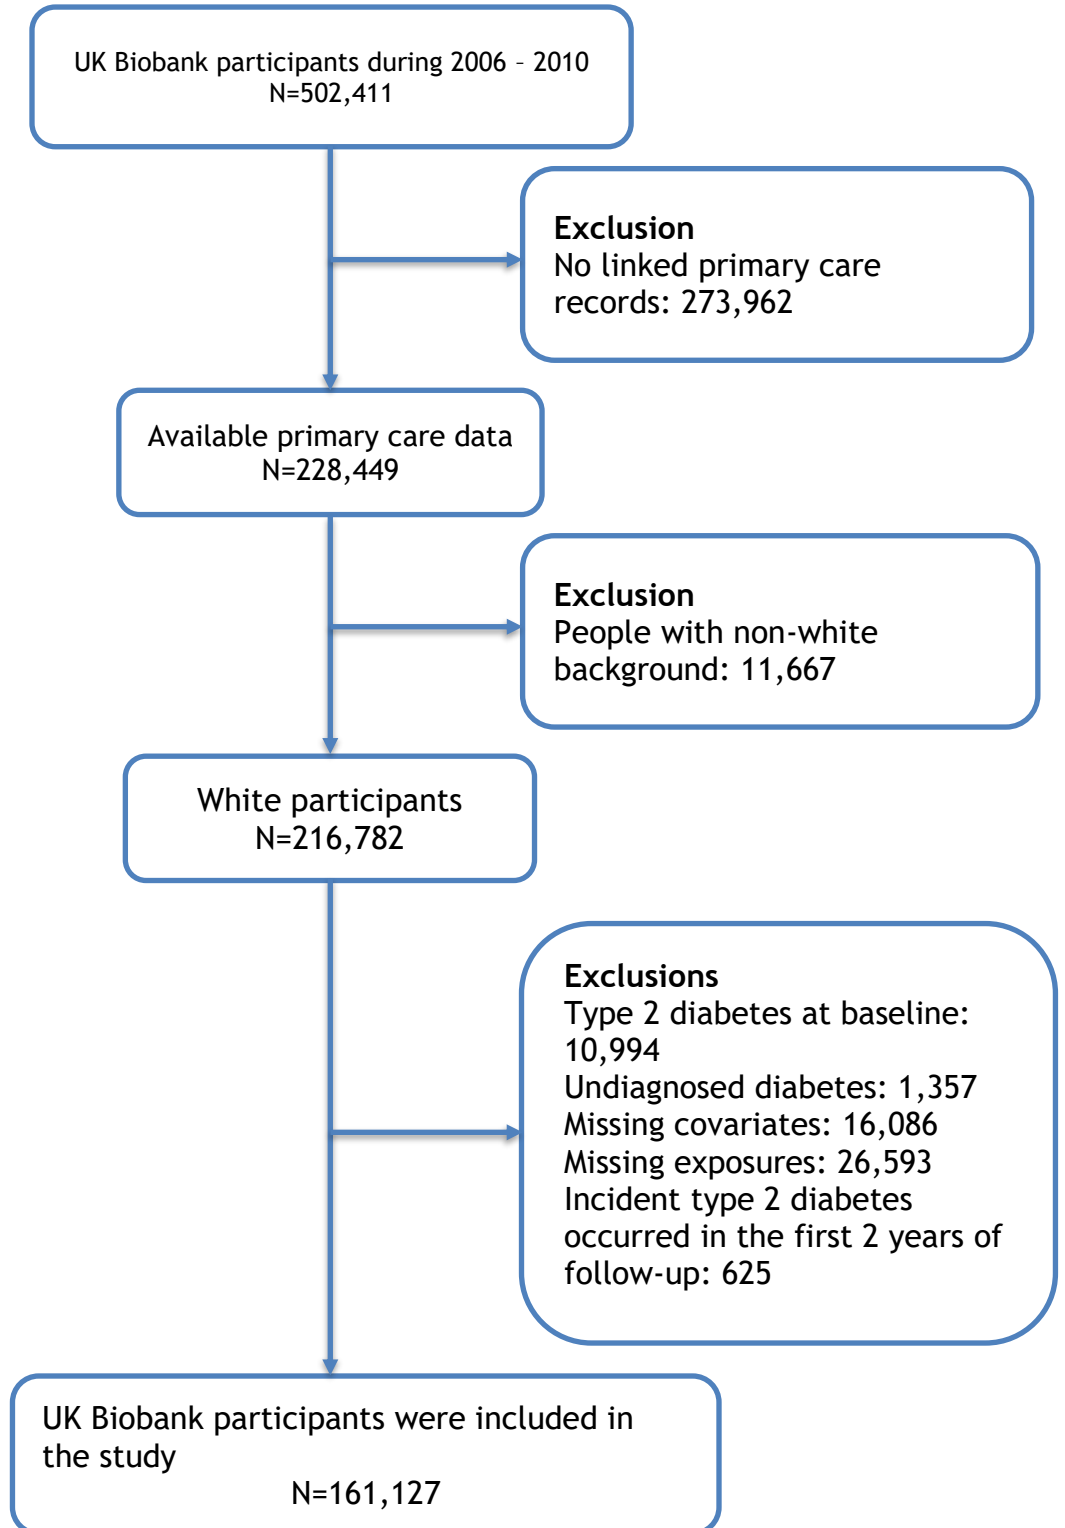 UK Biobank participants during 2006 – 2010
N=502,411
Exclusion
No linked primary care
records: 273,962
Available primary care data
N=228,449
Exclusion
People with non-white
background: 11,667
White participants
N=216,782
Exclusions
Type 2 diabetes at baseline:
10,994
Undiagnosed diabetes: 1,357
Missing covariates: 16,086
Missing exposures: 26,593
Incident type 2 diabetes
occurred in the first 2 years of
follow-up: 625
UK Biobank participants were included in
the study
N=161,127